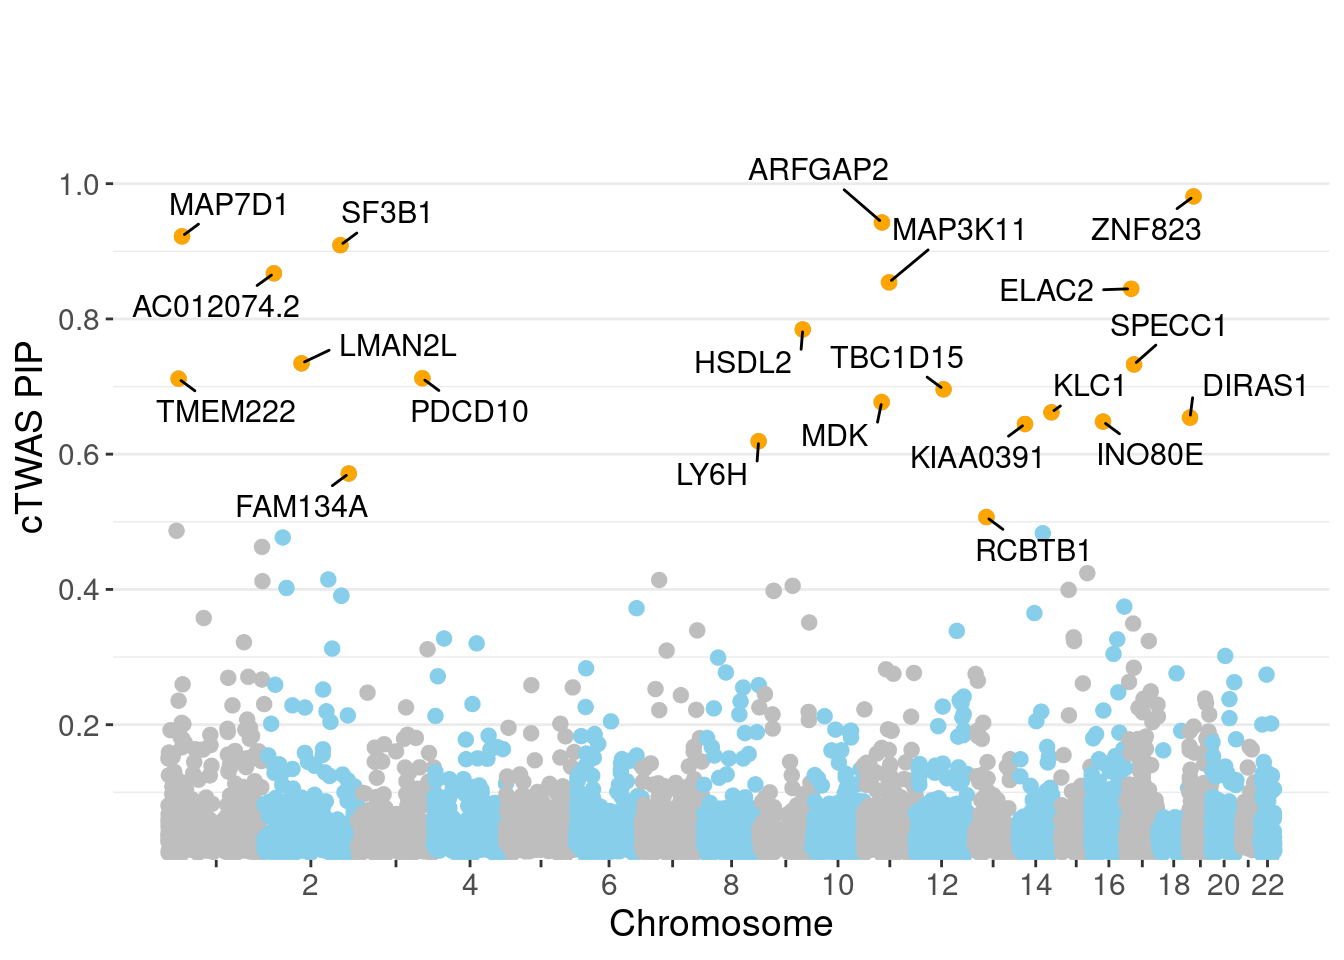 ARFGAP2
1.0
MAP7D1
SF3B1
MAP3K11
ZNF823
AC012074.2
ELAC2
0.8
SPECC1
LMAN2L
HSDL2
TBC1D15
KLC1
DIRAS1
TMEM222
PDCD10
MDK
KIAA0391
INO80E
0.6
LY6H
FAM134A
RCBTB1
0.4
0.2
cTWAS PIP
2 4 6 8 10 12 14 16 18 20 22
Chromosome